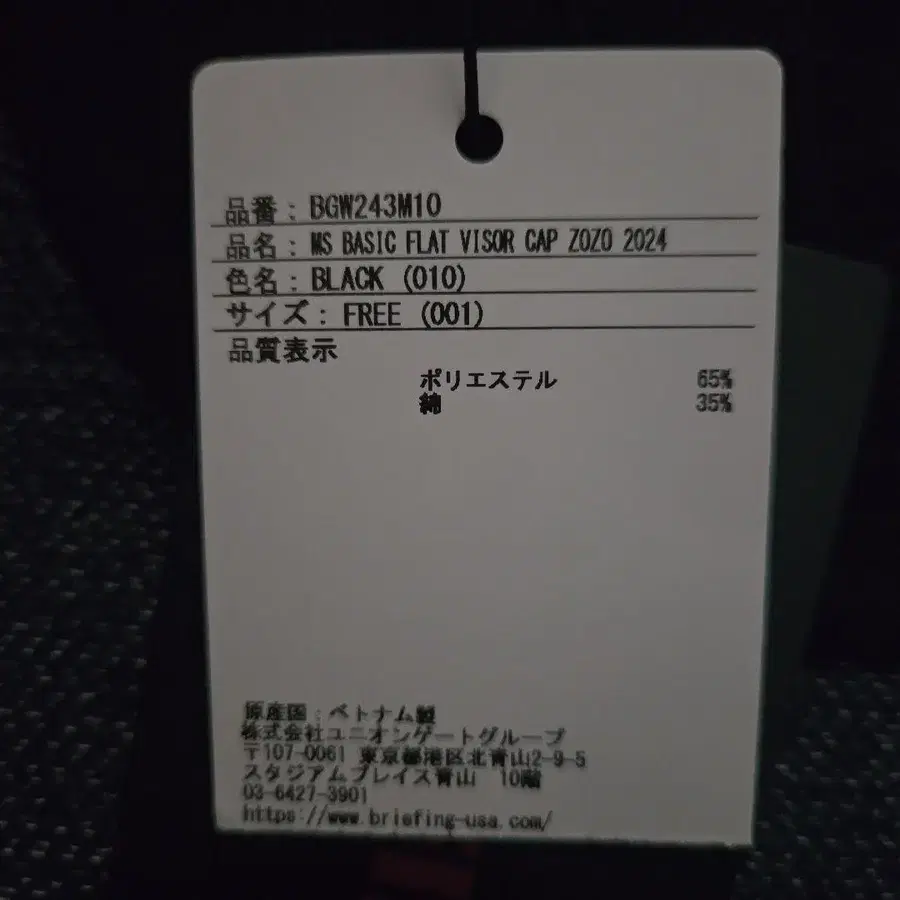 品番 : BGW243M10
品名 : MS BASIC FLAT VISOR CAP ZOZO 2024
色名 : BLACK (010)
サイズ : FREE (001)
品質表示
ポリエステル 65%
綿 35%
原産国 : ベトナム製
株式会社ユニオンゲートグループ
〒107-0061 東京都港区北青山2-9-5
スタジアムプレイス青山 10階
03-6427-3901
https://www.briefing-usa.com/